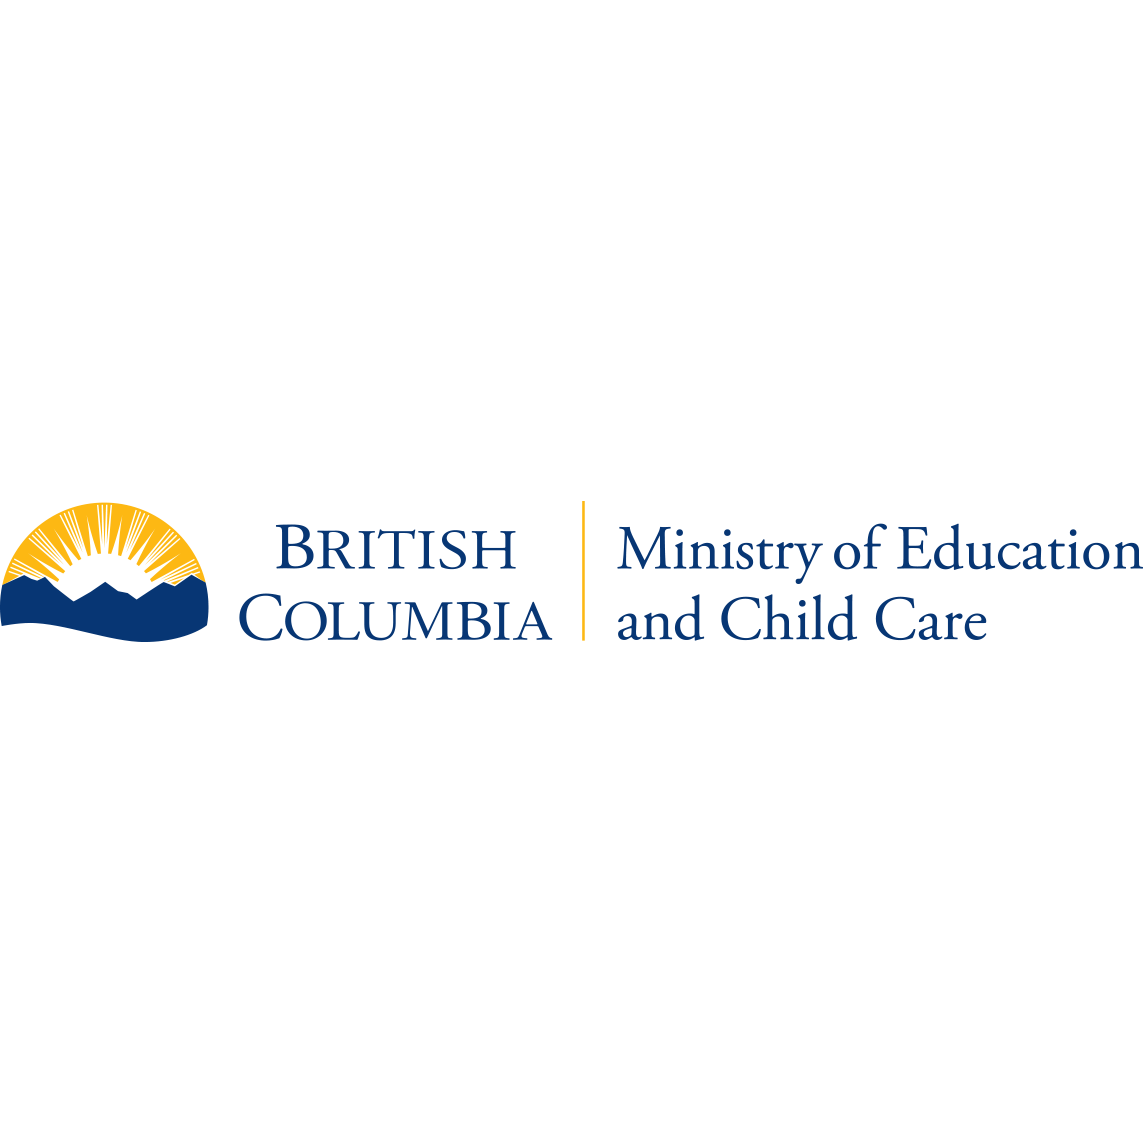 BRITISH
COLUMBIA
Ministry of Education
and Child Care